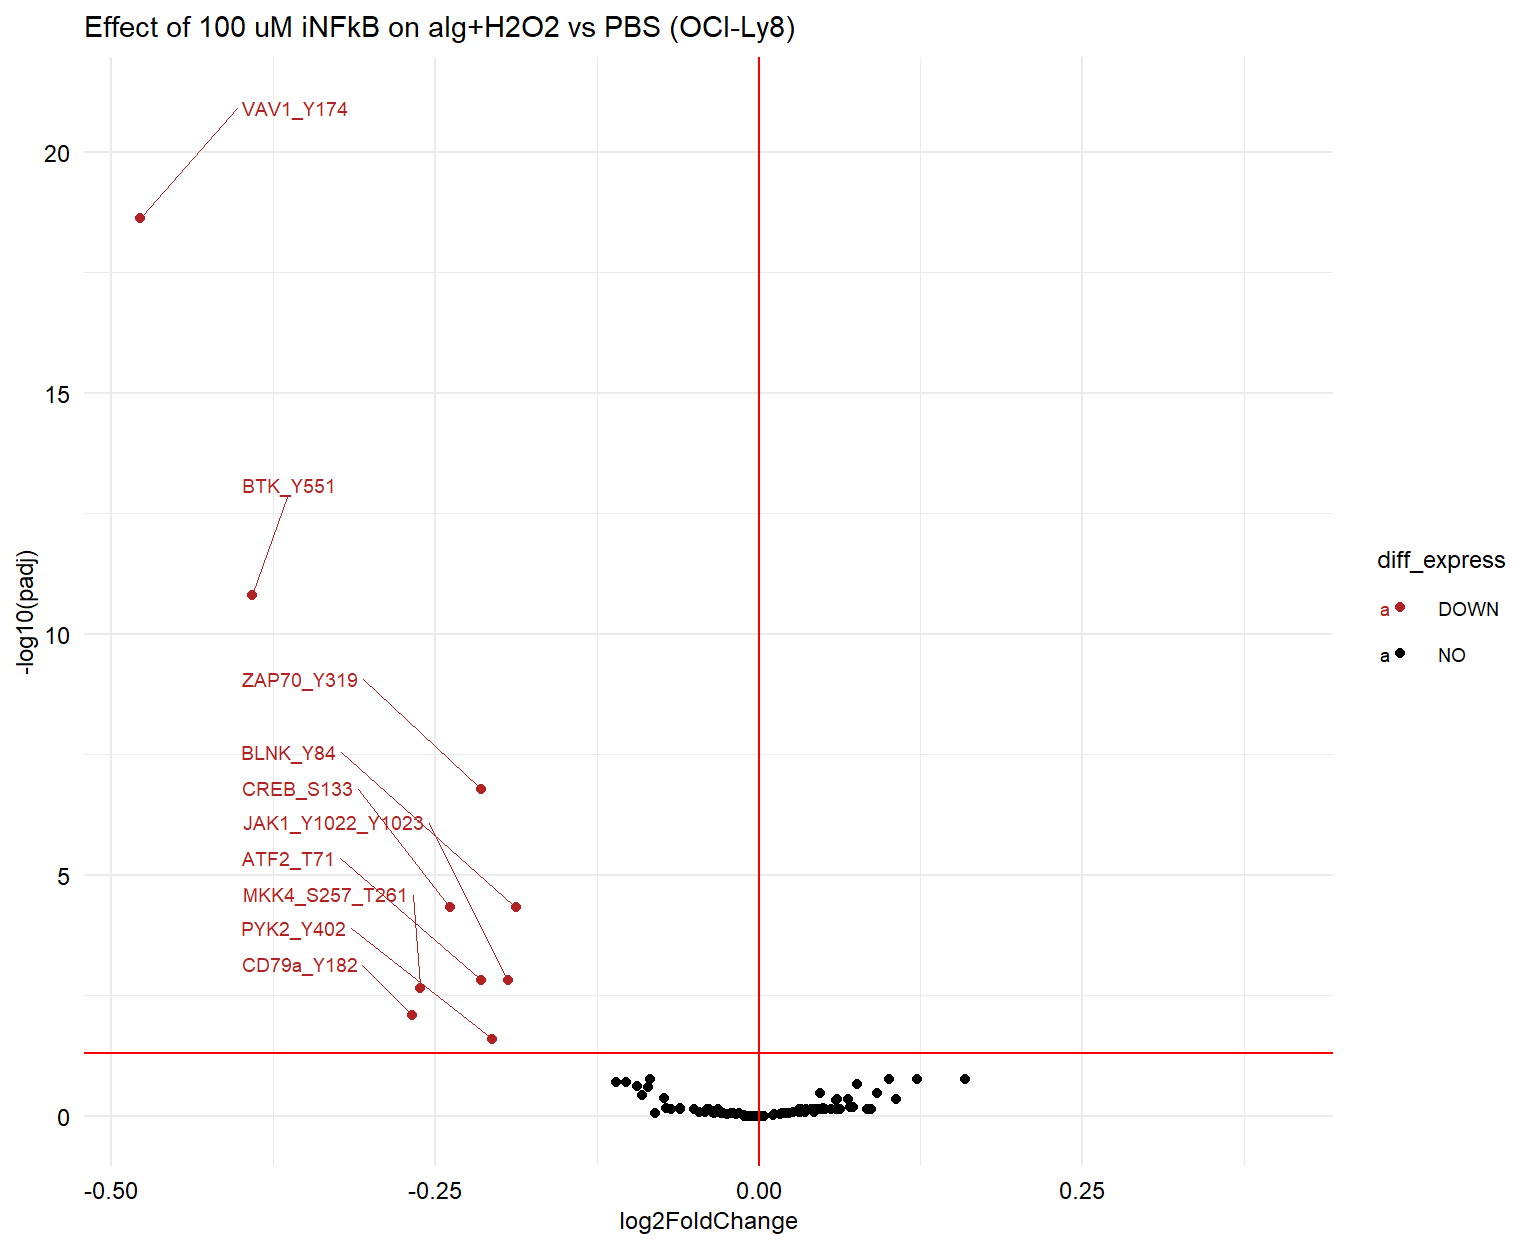 Effect of 100 uM iNFkB on alg+H2O2 vs PBS (OCI-Ly8)
VAV1_Y174
20
15
BTK_Y551
-log10(padj)
10
ZAP70_Y319
BLNK_Y84
CREB_S133
JAK1_Y1022_Y1023
ATF2_T71
5
MKK4_S257_T261
PYK2_Y402
CD79a_Y182
0
-0.50
-0.25
0.00
0.25
log2FoldChange
diff_express
a DOWN
a NO